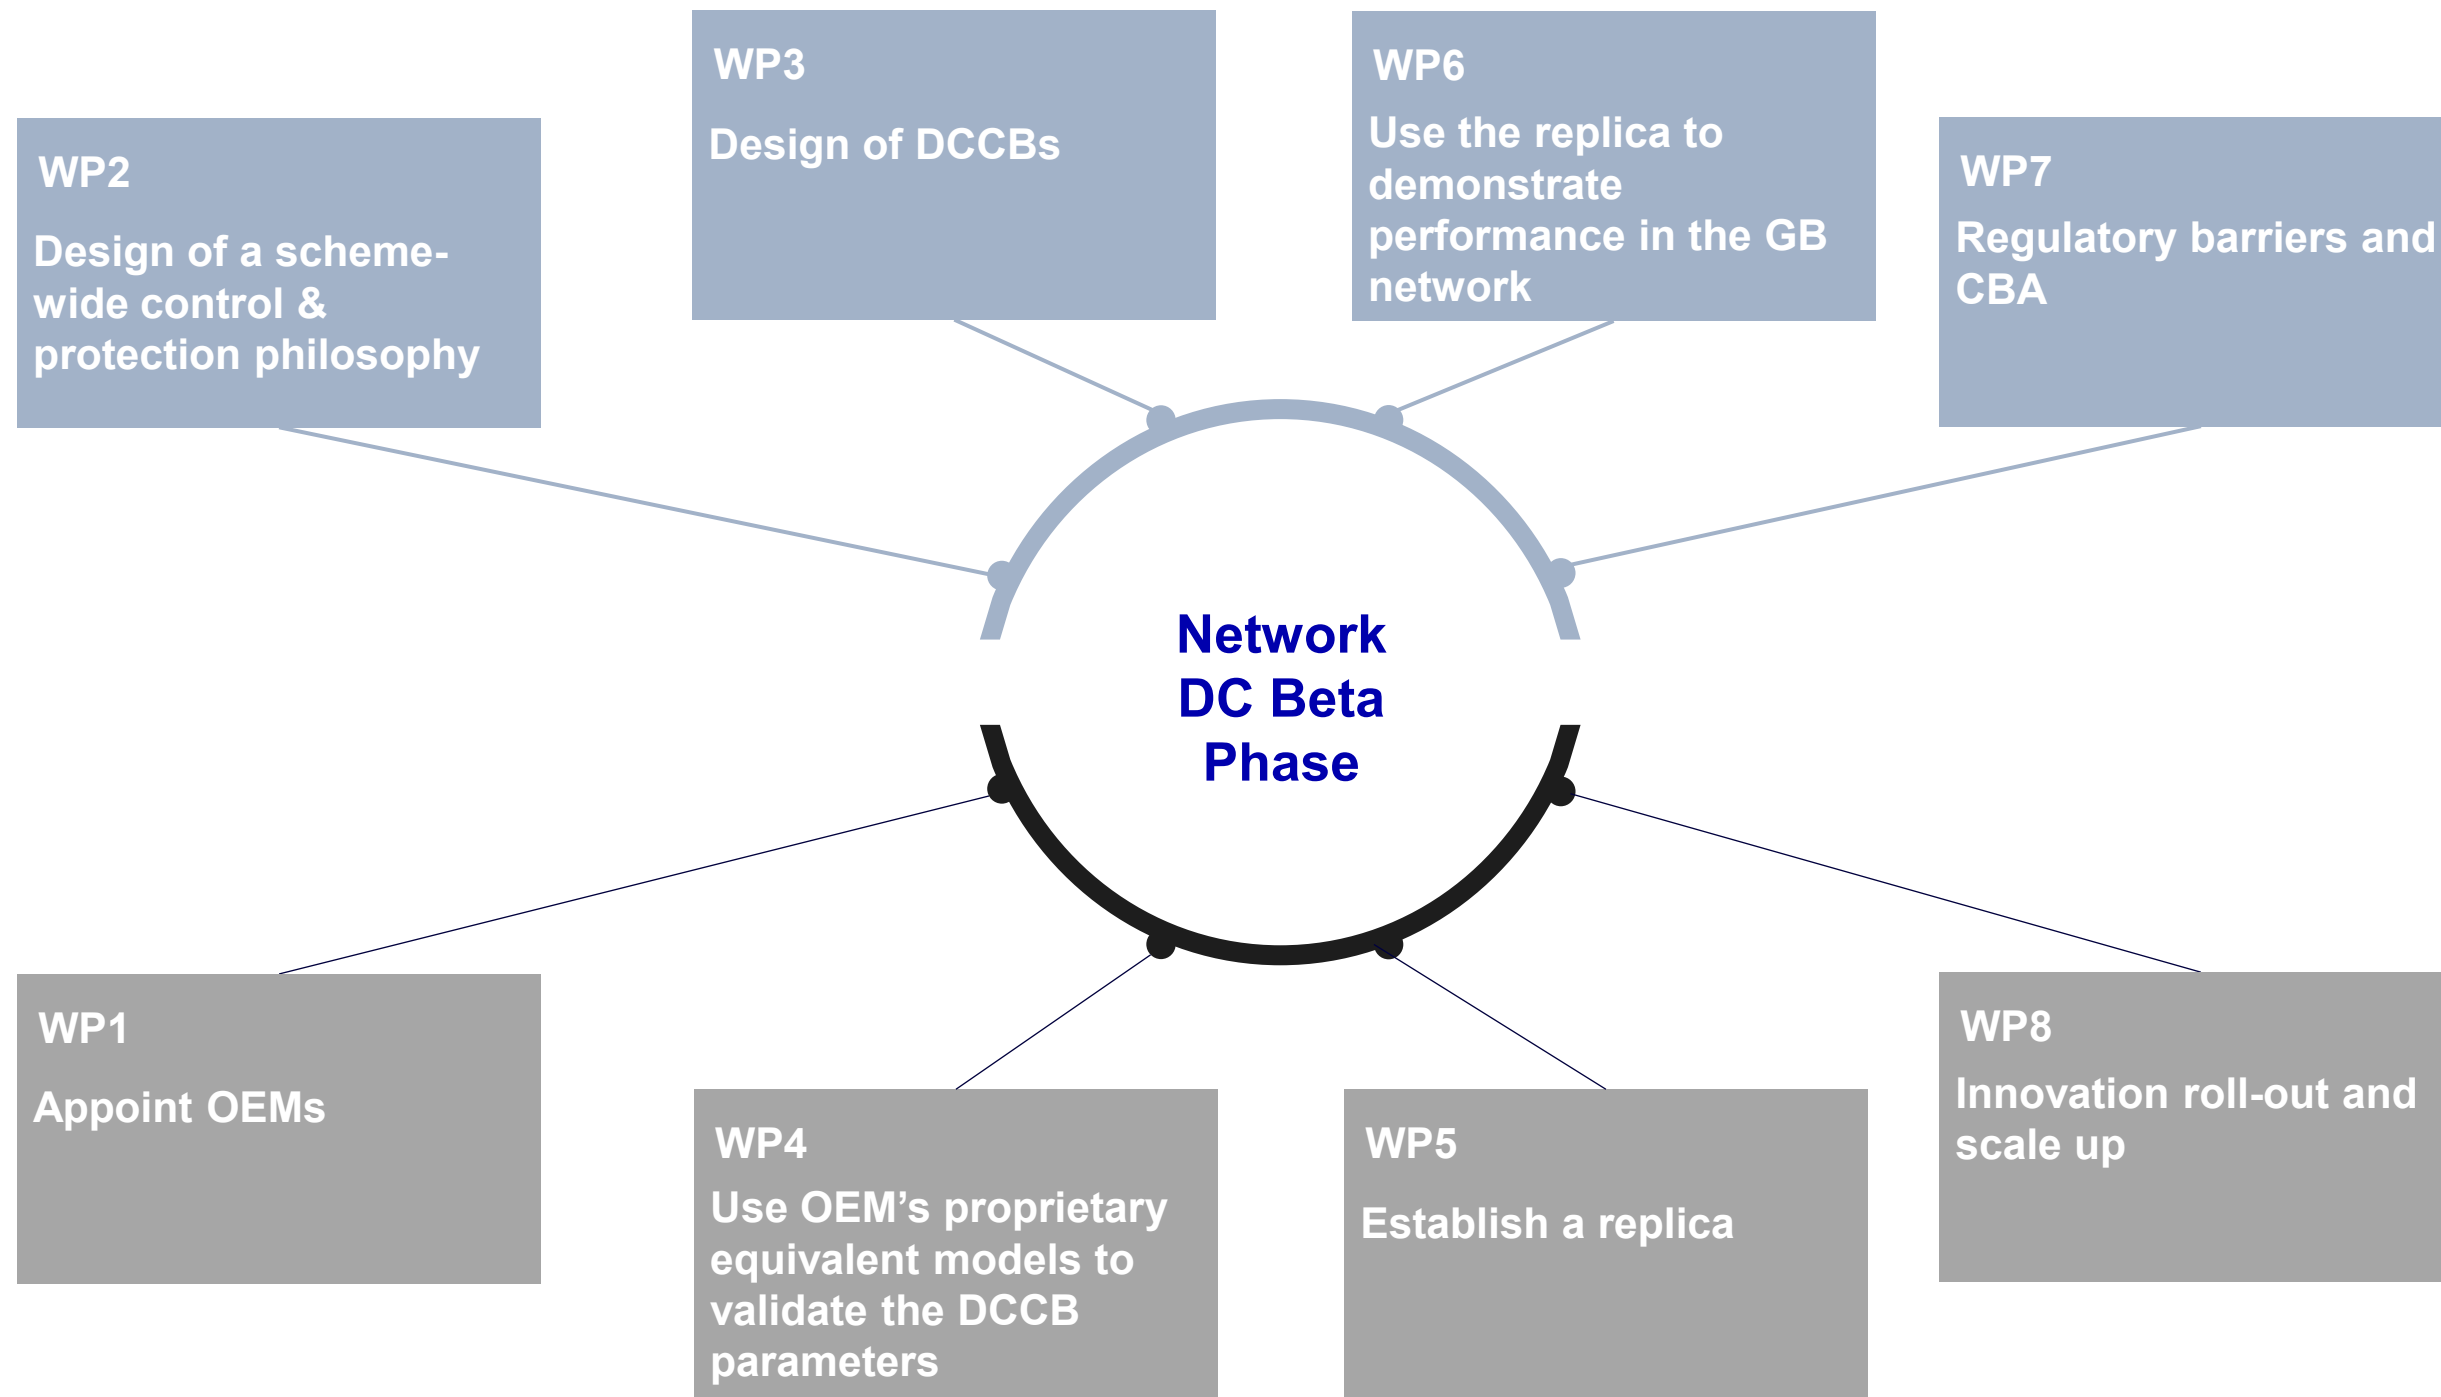 WP2
Design of a scheme-
wide control &
protection philosophy
WP3
Design of DCCBs
WP6
Use the replica to
demonstrate
performance in the GB
network
WP7
Regulatory barriers and
CBA
Network
DC Beta
Phase
WP1
Appoint OEMs
WP4
Use OEM’s proprietary
equivalent models to
validate the DCCB
parameters
WP5
Establish a replica
WP8
Innovation roll-out and
scale up